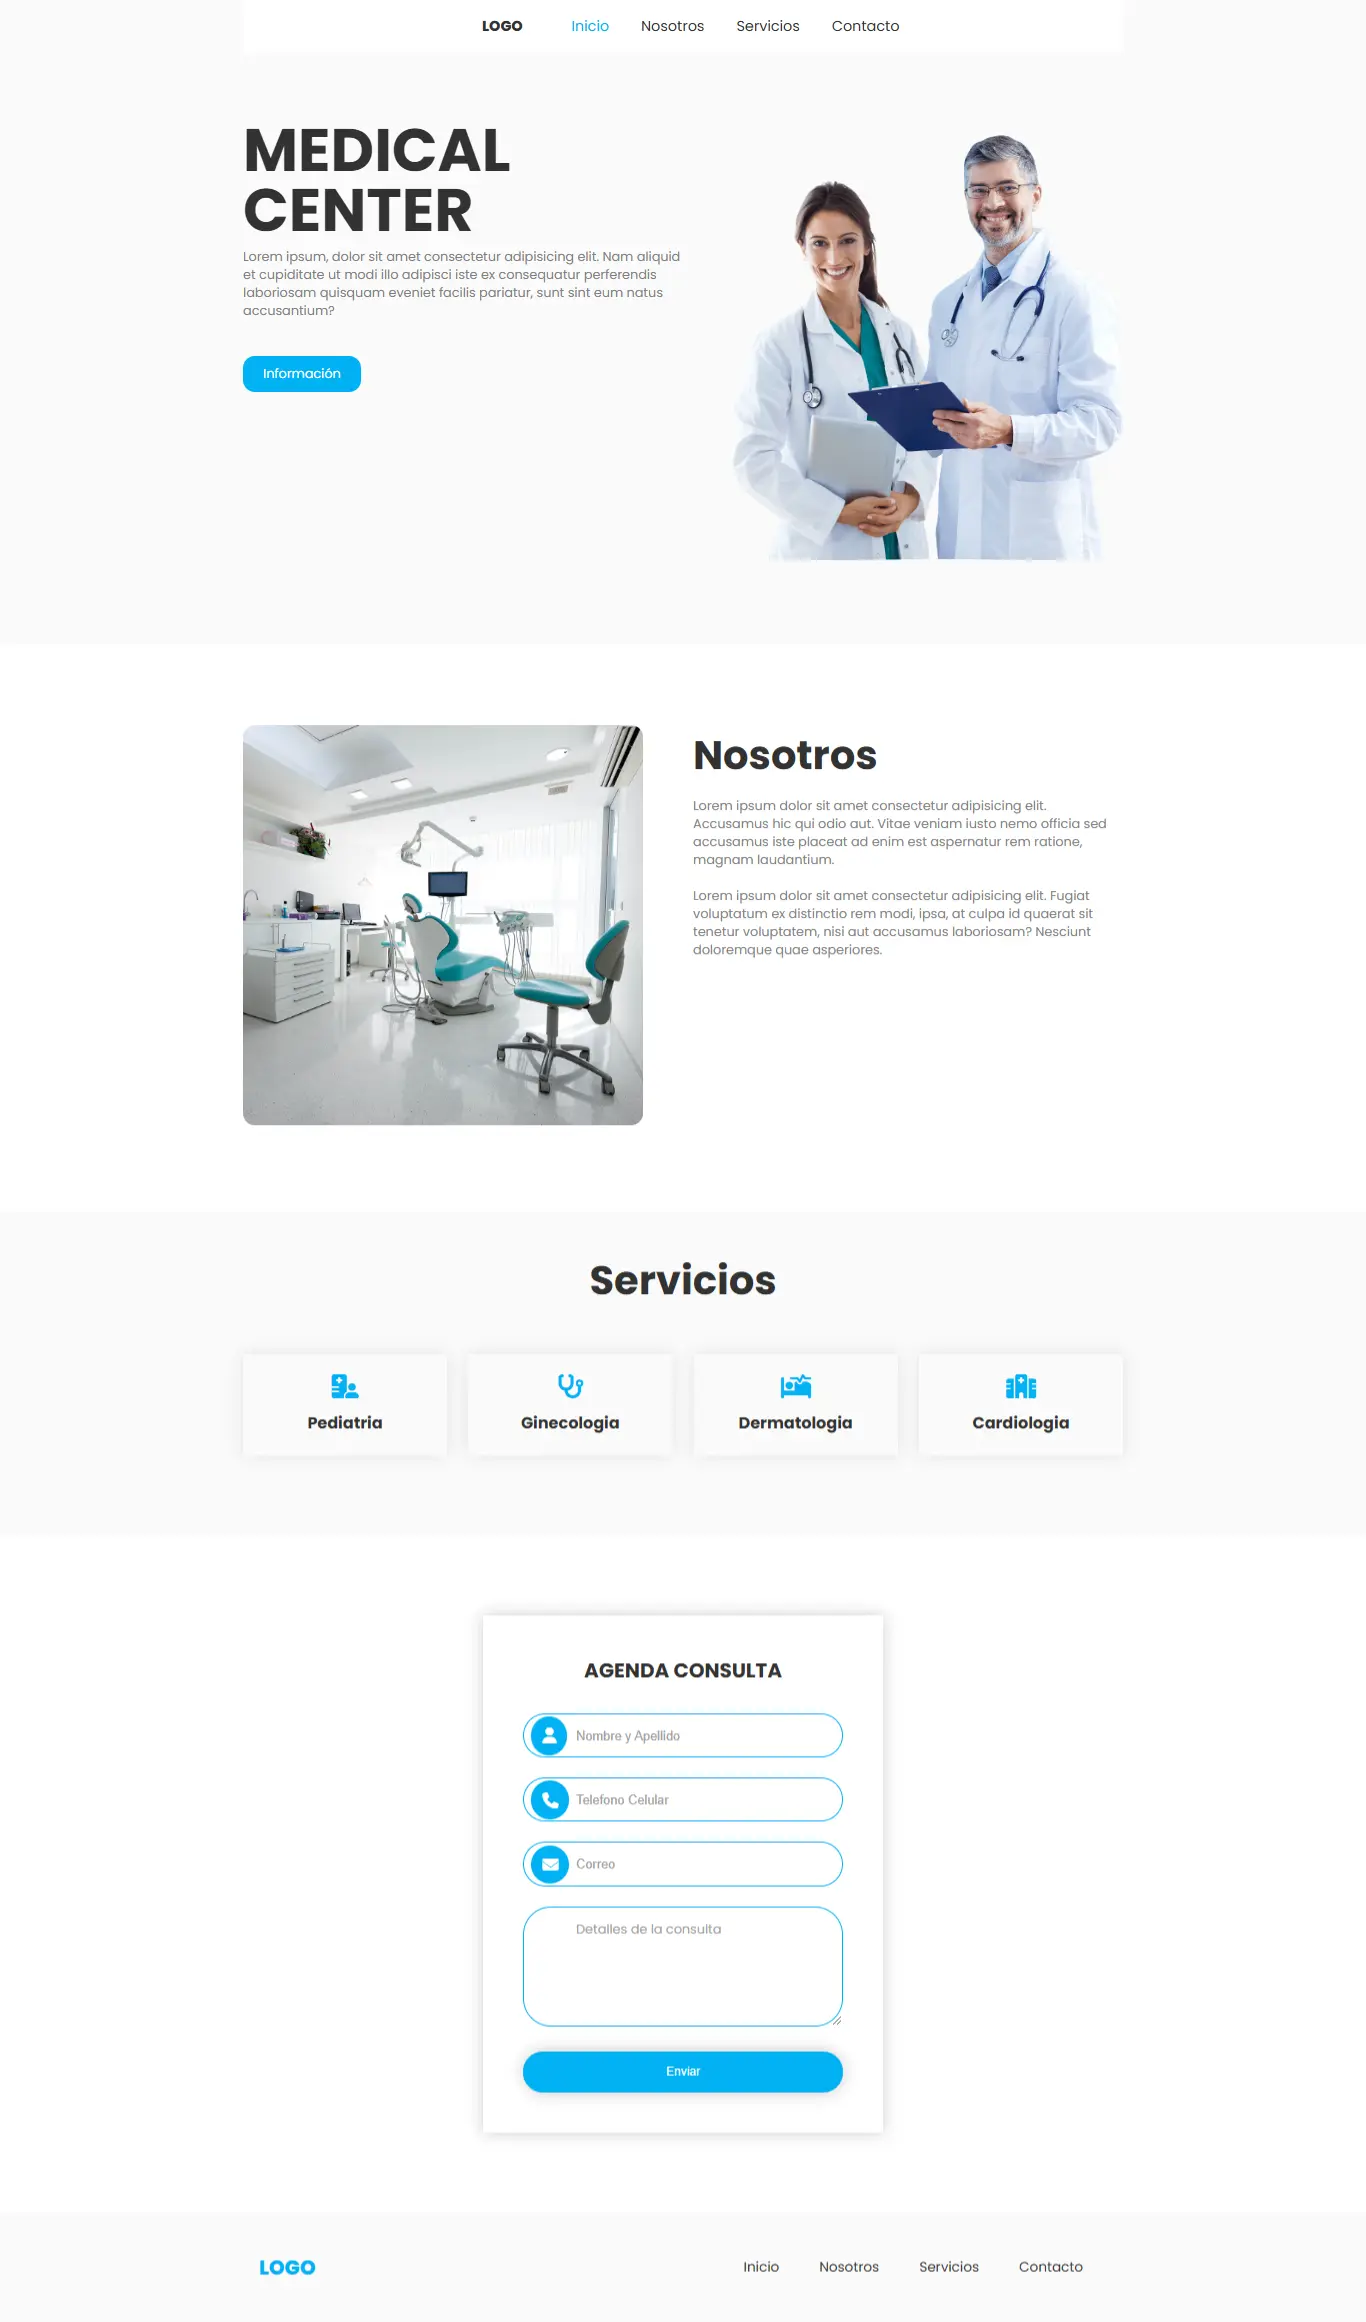 LOGO Inicio Nosotros Servicios Contacto
MEDICAL
CENTER
Lorem ipsum, dolor sit amet consectetur adipisicing elit. Nam aliquid
et cupiditate ut modi illo adipisci iste ex consequatur perferendis
laboriosam quisquam eveniet facilis pariatur, sunt sint eum natus
accusantium?
Información
Nosotros
Lorem ipsum dolor sit amet consectetur adipisicing elit.
Accusamus hic qui odio aut. Vitae veniam iusto nemo officia sed
accusamus iste placeat ad enim est aspernatur rem ratione,
magnam laudantium.
Lorem ipsum dolor sit amet consectetur adipisicing elit. Fugiat
voluptatum ex distinctio rem modi, ipsa, at culpa id quaerat sit
tenetur voluptatem, nisi aut accusamus laboriosam? Nesciunt
doloremque quae asperiores.
Servicios
Pediatria
Ginecologia
Dermatologia
Cardiologia
AGENDA CONSULTA
Nombre y Apellido
Telefono Celular
Correo
Detalles de la consulta
Enviar
LOGO Inicio Nosotros Servicios Contacto